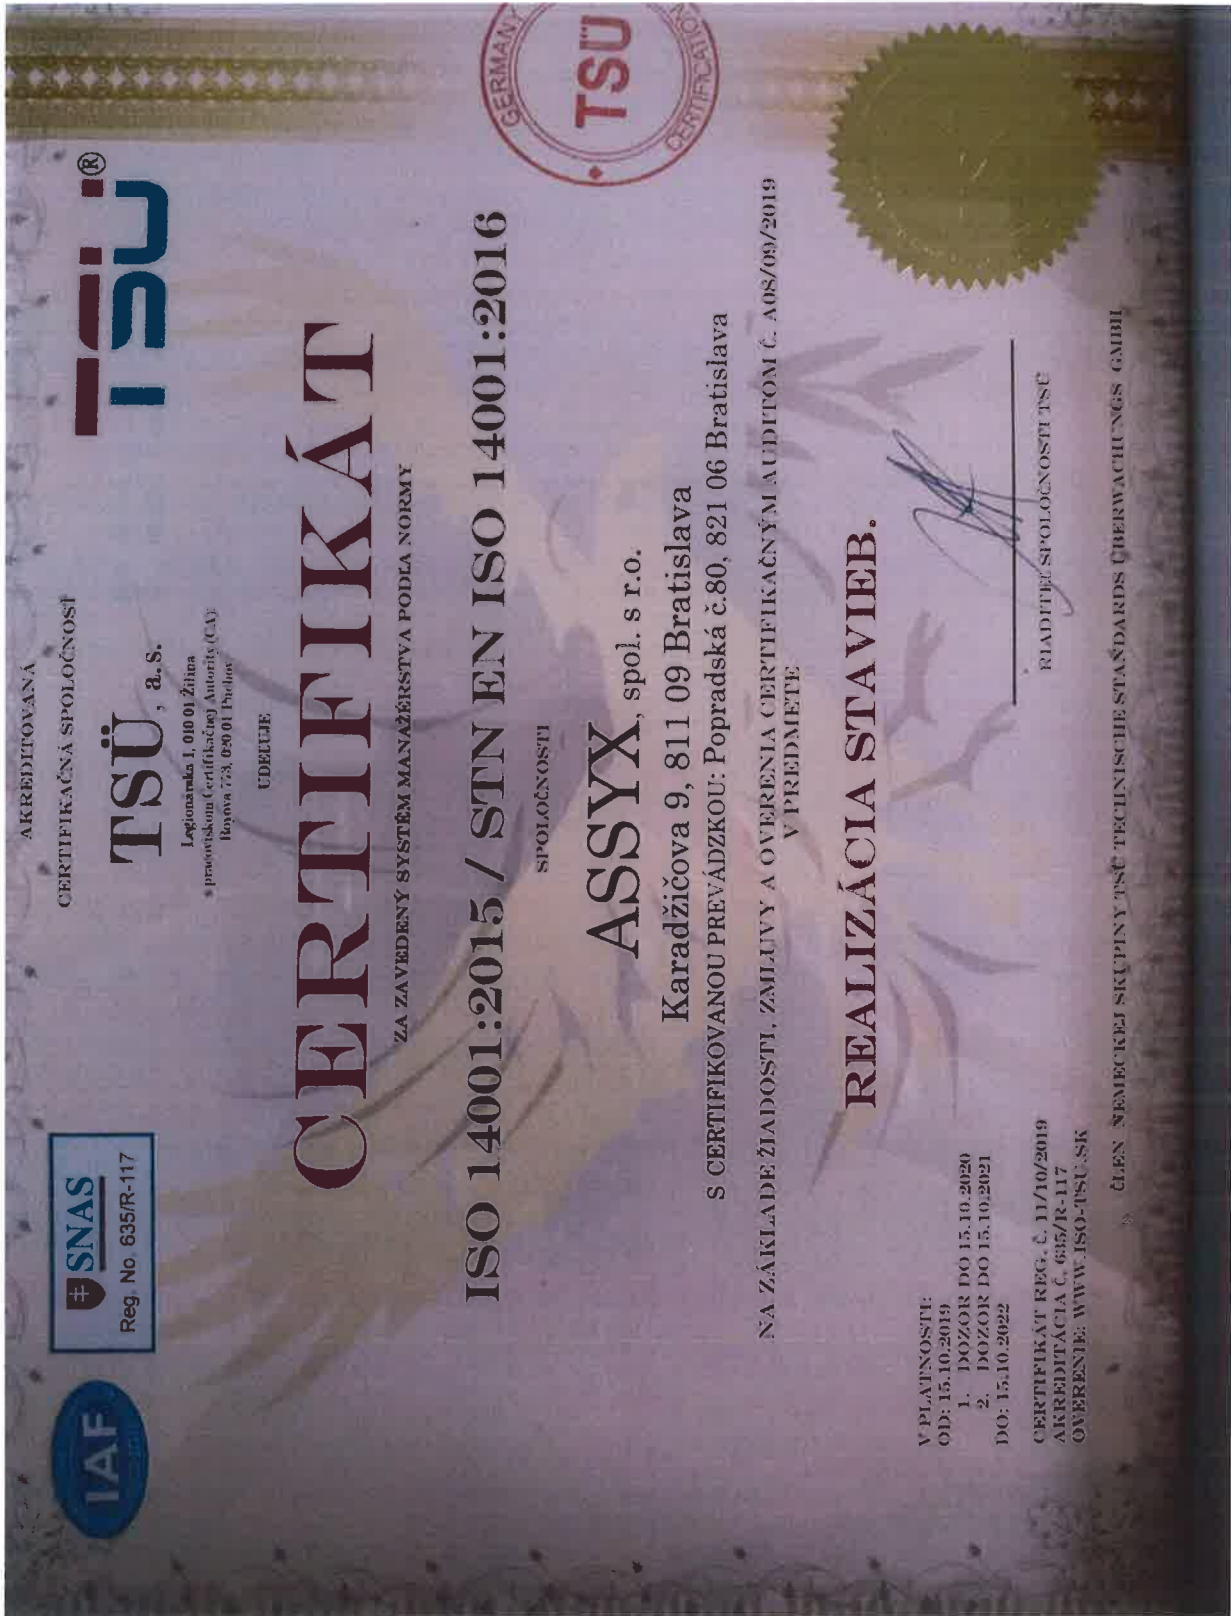 IAF
SNAS
Reg. No. 635/R-117
AKREDITOVANÁ
CERTIFIKAČNÁ SPOLOČNOSŤ
TSÜ, a.s.
Legionárska 1, 010 01 Žilina
s pracoviskom Certifikačnej Autority (CA):
773, 020 01 Púchov
UDEĽUJE
TSÜ®
CERTIFIKÁT
ZA ZAVEDENÝ SYSTÉM MANAŽÉRSTVA PODĽA NORMY
ISO 14001:2015 / STN EN ISO 14001:2016
SPOLOČNOSTI
ASSYX, spol. s r.o.
Karadžičova 9, 811 09 Bratislava
S CERTIFIKOVANOU PREVÁDZKOU: Popradská č.80, 821 06 Bratislava
NA ZÁKLADE ŽIADOSTI, ZMLUVY A OVERENIA CERTIFIKAČNÝM AUDITOM Č. A08/09/2019
V PREDMETE
REALIZÁCIA STAVIEB.
GERMANY
TSÜ
CERTIFICATION
V PLATNOSTI:
OD: 15.10.2019
1. DOZOR DO 15.10.2020
2. DOZOR DO 15.10.2021
DO: 15.10.2022
CERTIFIKÁT REG. Č. 11/10/2019
AKREDITÁCIA Č. 635/R-117
OVERENIE: WWW.ISO-TSU.SK
RIADITEĽ SPOLOČNOSTI TSÜ
ČLEN NEMECKEJ SKUPINY TSÜ TECHNISCHE STANDARDS ÜBERWACHUNGS GMBH